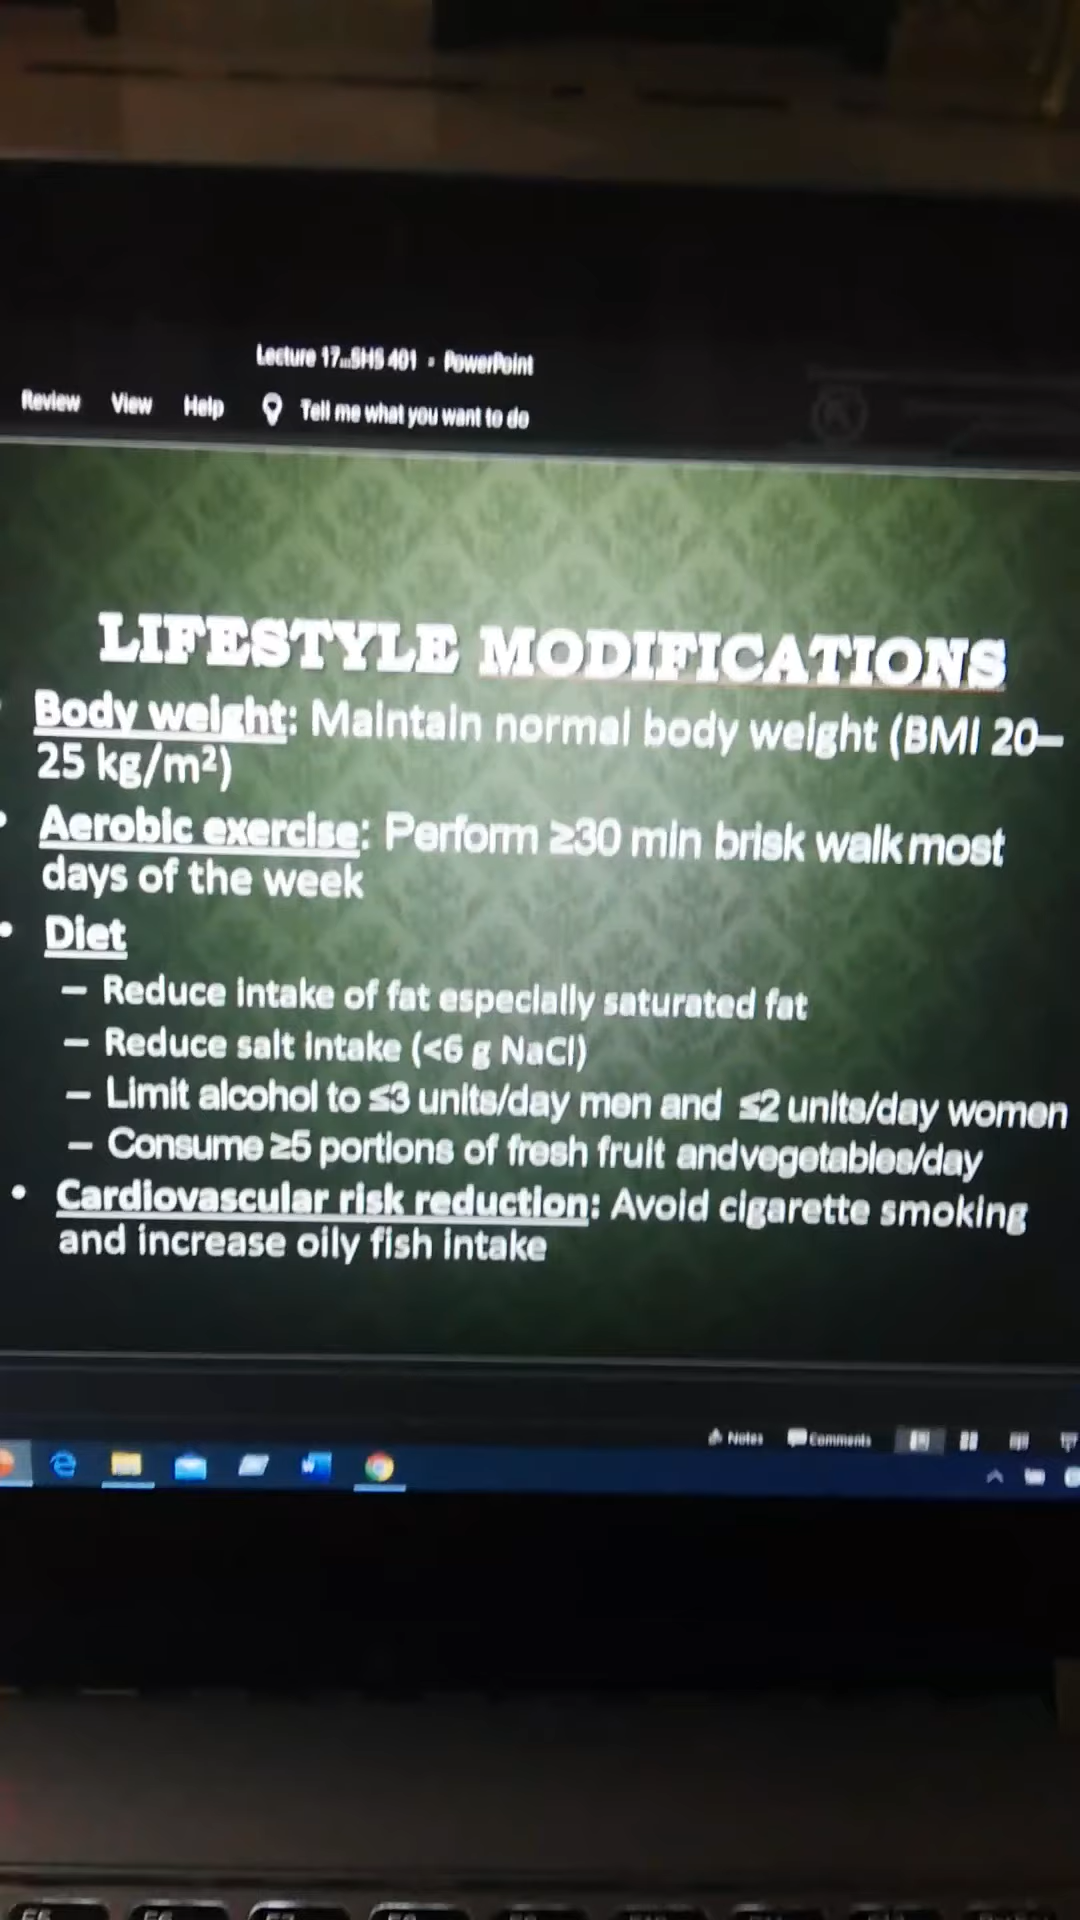 Lecture 17...SHS 401 - PowerPoint
Review View Help Tell me what you want to do
LIFESTYLE MODIFICATIONS
Body weight: Maintain normal body weight (BMI 20–
25 kg/m²)
• Aerobic exercise: Perform ≥30 min brisk walk most
days of the week
• Diet
– Reduce intake of fat especially saturated fat
– Reduce salt intake (<6 g NaCl)
– Limit alcohol to ≤3 units/day men and ≤2 units/day women
– Consume ≥5 portions of fresh fruit andvegetables/day
• Cardiovascular risk reduction: Avoid cigarette smoking
and increase oily fish intake
Notes Comments